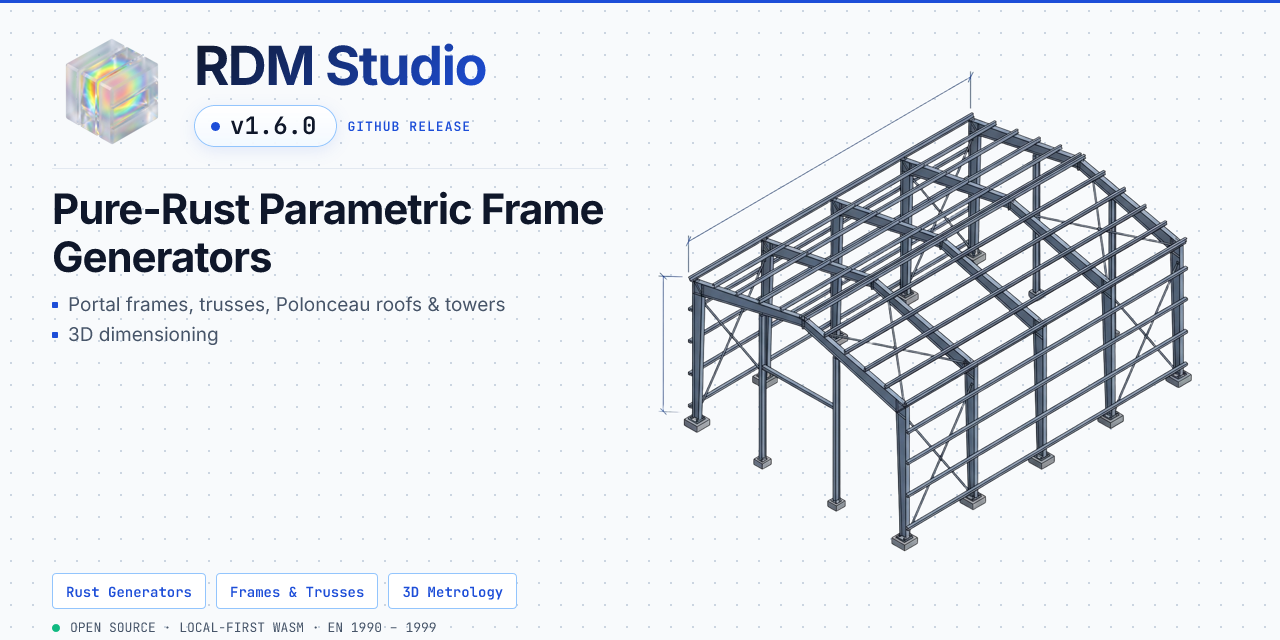 RDM Studio
v1.6.0 GITHUB RELEASE
Pure-Rust Parametric Frame
Generators
Portal frames, trusses, Polonceau roofs & towers
3D dimensioning
Rust Generators Frames & Trusses 3D Metrology
OPEN SOURCE · LOCAL-FIRST WASM · EN 1990 – 1999